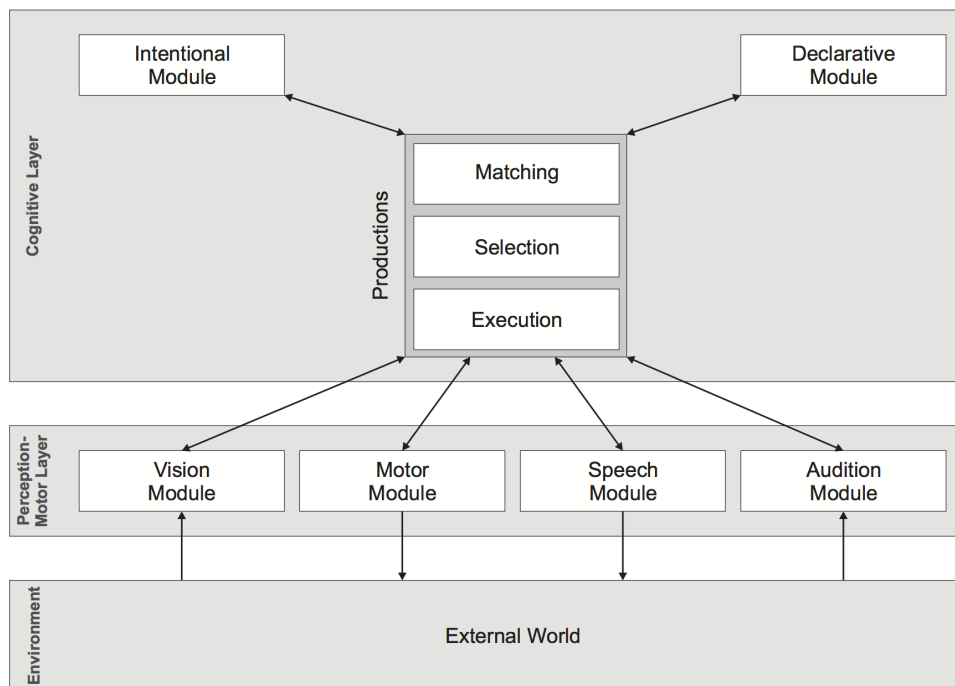 Cognitive Layer
Intentional
Module
Declarative
Module
Productions
Matching
Selection
Execution
Perception-
Motor Layer
Vision
Module
Motor
Module
Speech
Module
Audition
Module
Environment
External World